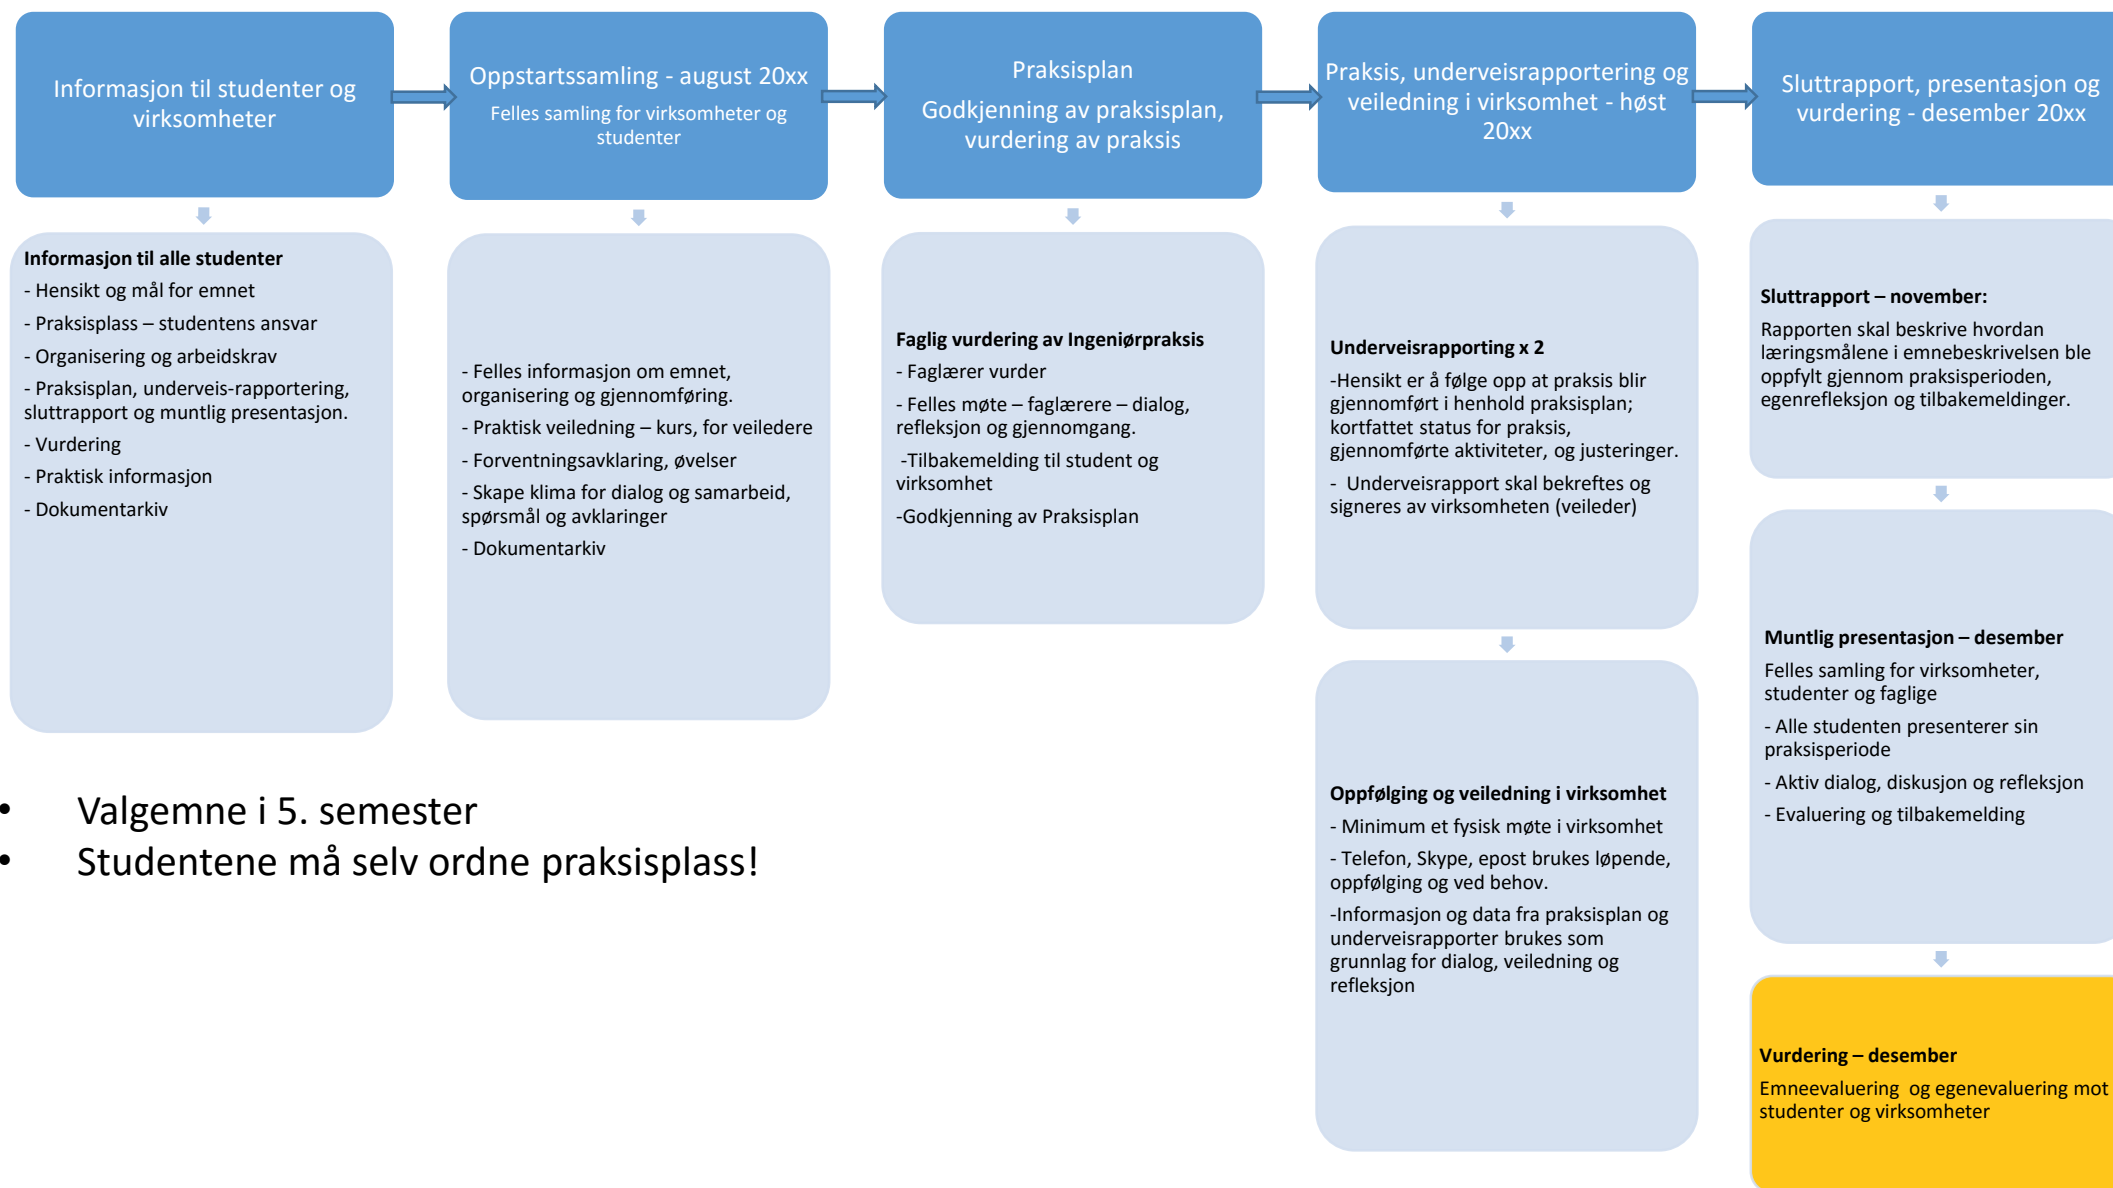 Informasjon til studenter og
virksomheter
Oppstartssamling - august 20xx
Felles samling for virksomheter og
studenter
Praksisplan
Godkjenning av praksisplan,
vurdering av praksis
Praksis, underveisrapportering og
veiledning i virksomhet - høst
20xx
Sluttrapport, presentasjon og
vurdering - desember 20xx
Informasjon til alle studenter
- Hensikt og mål for emnet
- Praksisplass – studentens ansvar
- Organisering og arbeidskrav
- Praksisplan, underveis-rapportering,
sluttrapport og muntlig presentasjon.
- Vurdering
- Praktisk informasjon
- Dokumentarkiv
- Felles informasjon om emnet,
organisering og gjennomføring.
- Praktisk veiledning – kurs, for veiledere
- Forventningsavklaring, øvelser
- Skape klima for dialog og samarbeid,
spørsmål og avklaringer
- Dokumentarkiv
Faglig vurdering av Ingeniørpraksis
- Faglærer vurder
- Felles møte – faglærere – dialog,
refleksjon og gjennomgang.
-Tilbakemelding til student og
virksomhet
-Godkjenning av Praksisplan
Underveisrapporting x 2
-Hensikt er å følge opp at praksis blir
gjennomført i henhold praksisplan;
kortfattet status for praksis,
gjennomførte aktiviteter, og justeringer.
- Underveisrapport skal bekreftes og
signeres av virksomheten (veileder)
Oppfølging og veiledning i virksomhet
- Minimum et fysisk møte i virksomhet
- Telefon, Skype, epost brukes løpende,
oppfølging og ved behov.
-Informasjon og data fra praksisplan og
underveisrapporter brukes som
grunnlag for dialog, veiledning og
refleksjon
Sluttrapport – november:
Rapporten skal beskrive hvordan
læringsmålene i emnebeskrivelsen ble
oppfylt gjennom praksisperioden,
egenrefleksjon og tilbakemeldinger.
Muntlig presentasjon – desember
Felles samling for virksomheter,
studenter og faglige
- Alle studenten presenterer sin
praksisperiode
- Aktiv dialog, diskusjon og refleksjon
- Evaluering og tilbakemelding
Vurdering – desember
Emneevaluering og egenevaluering mot
studenter og virksomheter
• Valgemne i 5. semester
• Studentene må selv ordne praksisplass!